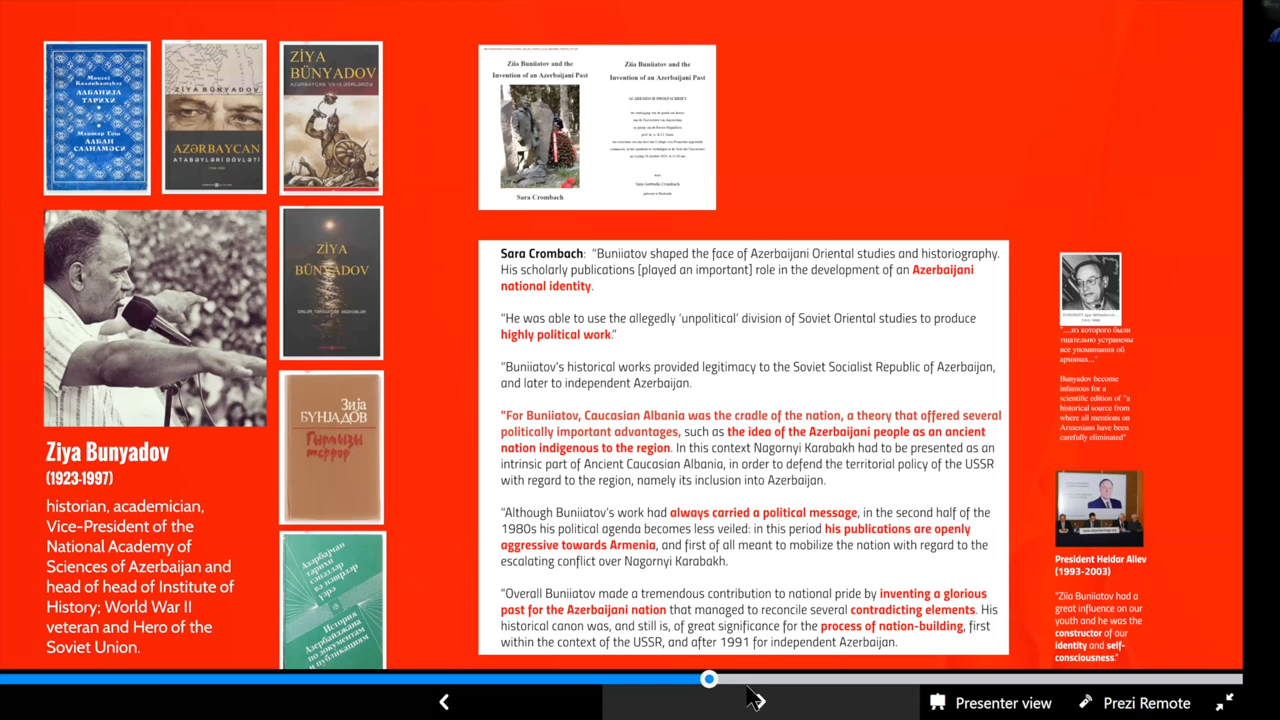 Мовсеј Каланкатујлу
АЛБАНИЈА
ТАРИХИ
Мхитар Гош
АЛБАН
САЛНАМӘСИ
ZİYA BÜNYADOV
AZƏRBAYCAN
ATABƏYLƏRİ DÖVLƏTİ
ZİYA
BÜNYADOV
AZƏRBAYCAN VII-IX ƏSRLƏRDƏ
ZİYA
BÜNYADOV
Зија
БҮНЈАДОВ
Гырмызы
террор
Азәрбајҹан
тарихи
сәнәдләр
вә нәшрләр
үзрә
История
Азербайджана
по документам
и публикациям
Ziya Bunyadov
(1923-1997)
historian, academician,
Vice-President of the
National Academy of
Sciences of Azerbaijan and
head of head of Institute of
History; World War II
veteran and Hero of the
Soviet Union.
Ziia Buniiatov and the
Invention of an Azerbaijani Past
Sara Crombach
Ziia Buniiatov and the
Invention of an Azerbaijani Past
ACADEMISCH PROEFSCHRIFT
door
Sara Gertrudis Crombach
Sara Crombach: “Buniiatov shaped the face of Azerbaijani Oriental studies and historiography.
His scholarly publications [played an important] role in the development of an Azerbaijani
national identity.
“He was able to use the allegedly ‘unpolitical’ division of Soviet Oriental studies to produce
highly political work.”
“Buniiatov's historical works provided legitimacy to the Soviet Socialist Republic of Azerbaijan,
and later to independent Azerbaijan.
"For Buniiatov, Caucasian Albania was the cradle of the nation, a theory that offered several
politically important advantages, such as the idea of the Azerbaijani people as an ancient
nation indigenous to the region. In this context Nagornyi Karabakh had to be presented as an
intrinsic part of Ancient Caucasian Albania, in order to defend the territorial policy of the USSR
with regard to the region, namely its inclusion into Azerbaijan.
“Although Buniiatov's work had always carried a political message, in the second half of the
1980s his political agenda becomes less veiled: in this period his publications are openly
aggressive towards Armenia, and first of all meant to mobilize the nation with regard to the
escalating conflict over Nagornyi Karabakh.
"Overall Buniiatov made a tremendous contribution to national pride by inventing a glorious
past for the Azerbaijani nation that managed to reconcile several contradicting elements. His
historical canon was, and still is, of great significance for the process of nation-building, first
within the context of the USSR, and after 1991 for independent Azerbaijan.
"....из которого были
тщательно устранены
все упоминания об
армянах..."
Bunyadov become
infamous for a
scientific edition of "a
historical source from
where all mentions on
Armenians have been
carefully eliminated"
President Heidar Aliev
(1993-2003)
"Ziia Buniiatov had a
great influence on our
youth and he was the
constructor of our
identity and self-
consciousness."
Presenter view
Prezi Remote